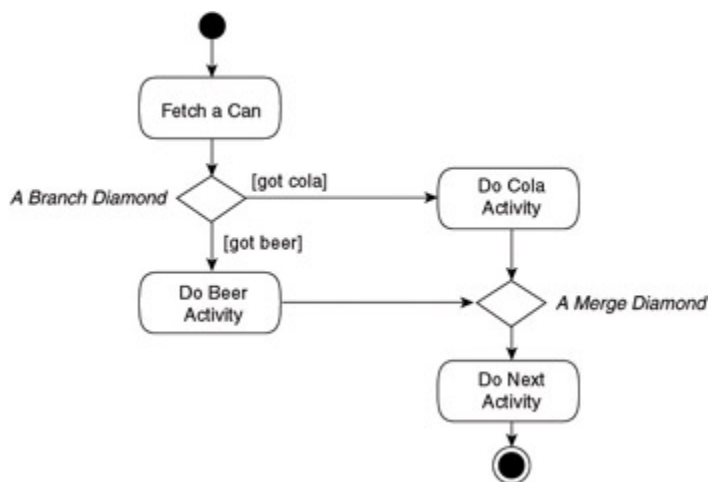 Fetch a Can
[got cola]
A Branch Diamond
Do Cola
Activity
[got beer]
Do Beer
Activity
A Merge Diamond
Do Next
Activity